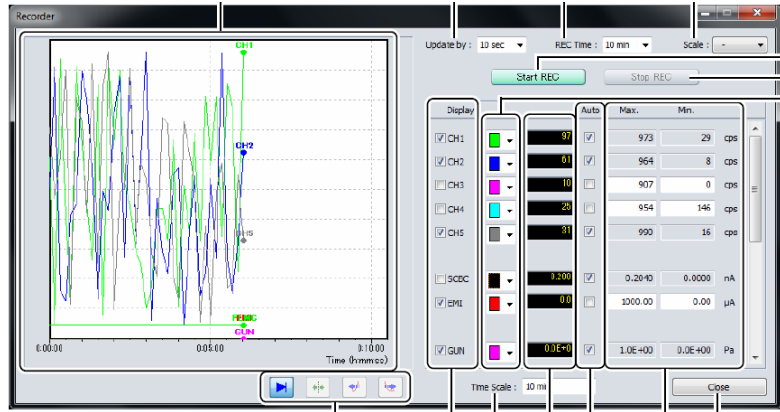 Recorder
Update by : 10 sec REC Time : 10 min Scale : -
Start REC Stop REC
Display Auto Max. Min.
CH1 97 973 29 cps
CH2 61 964 8 cps
CH3 10 907 0 cps
CH4 25 954 146 cps
CH5 31 990 16 cps
SCBC 0.200 0.2040 0.0000 nA
EMI 0.0 1000.00 0.00 µA
GUN 0.0E+0 1.0E+00 0.0E+00 Pa
CH1
CH2
CH5
GUN
0:00:00 0:05:00 0:10:00
Time (h:mm:ss)
Time Scale : 10 min
Close